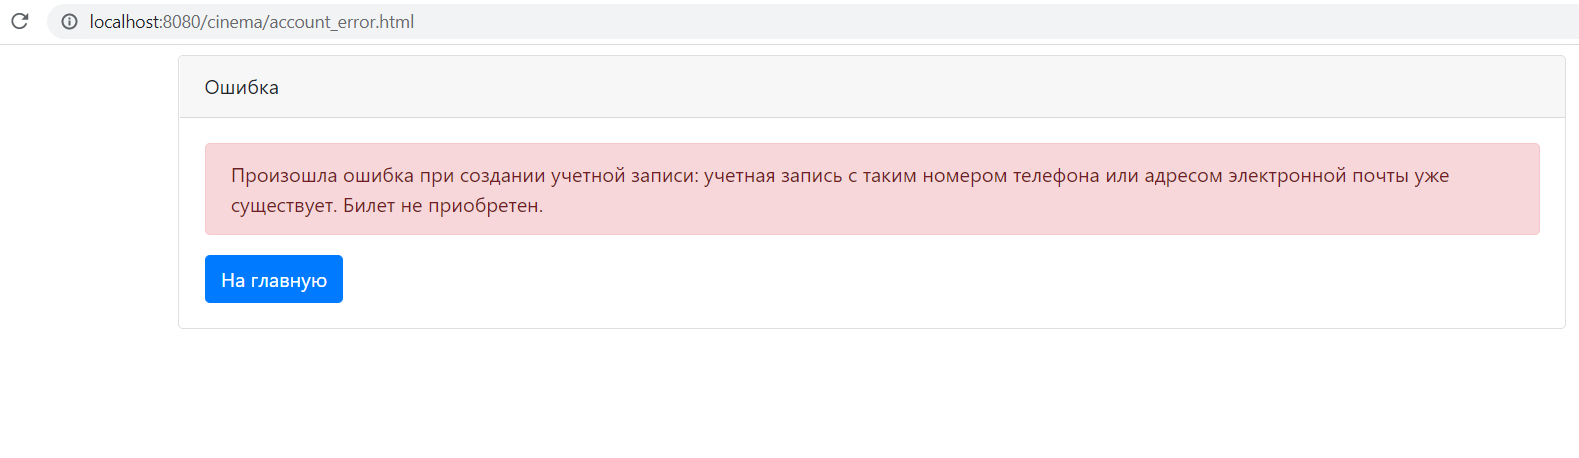 localhost:8080/cinema/account_error.html
Ошибка
Произошла ошибка при создании учетной записи: учетная запись с таким номером телефона или адресом электронной почты уже
существует. Билет не приобретен.
На главную